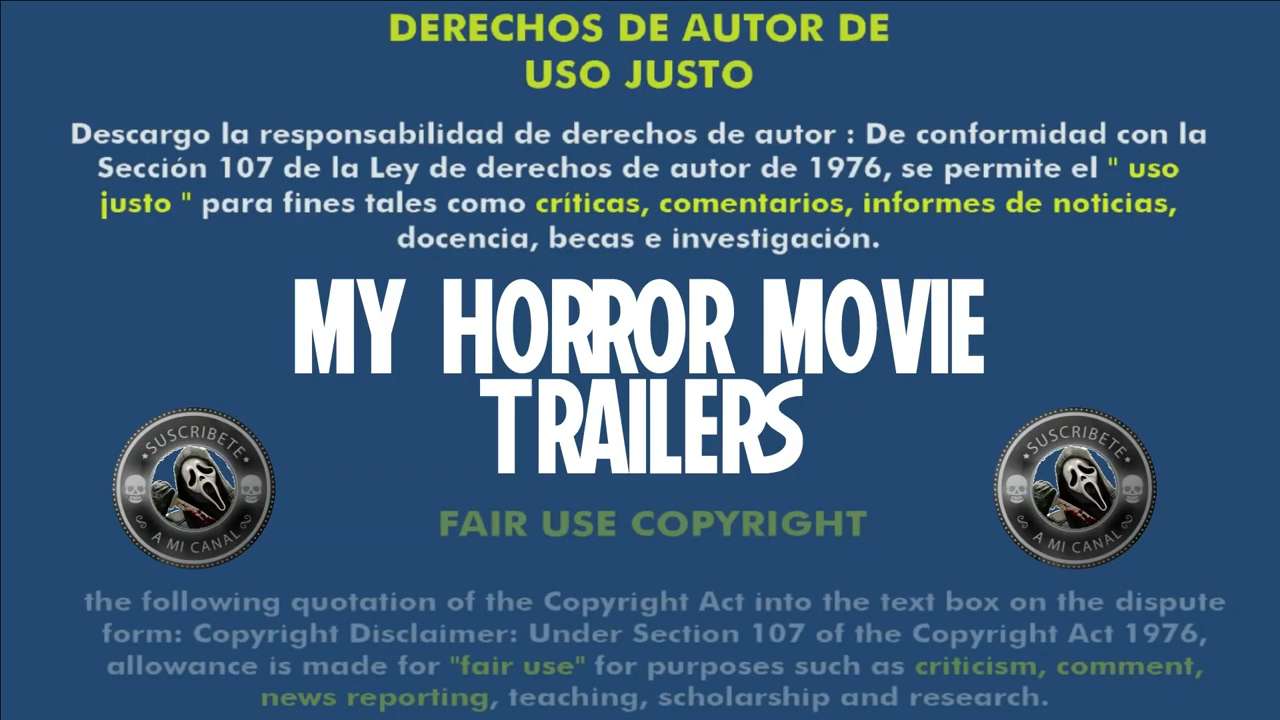 DERECHOS DE AUTOR DE
USO JUSTO
Descargo la responsabilidad de derechos de autor : De conformidad con la
Sección 107 de la Ley de derechos de autor de 1976, se permite el " uso
justo " para fines tales como críticas, comentarios, informes de noticias,
docencia, becas e investigación.
MY HORROR MOVIE
TRAILERS
SUSCRIBETE
A MI CANAL
SUSCRIBETE
A MI CANAL
FAIR USE COPYRIGHT
the following quotation of the Copyright Act into the text box on the dispute
form: Copyright Disclaimer: Under Section 107 of the Copyright Act 1976,
allowance is made for "fair use" for purposes such as criticism, comment,
news reporting, teaching, scholarship and research.